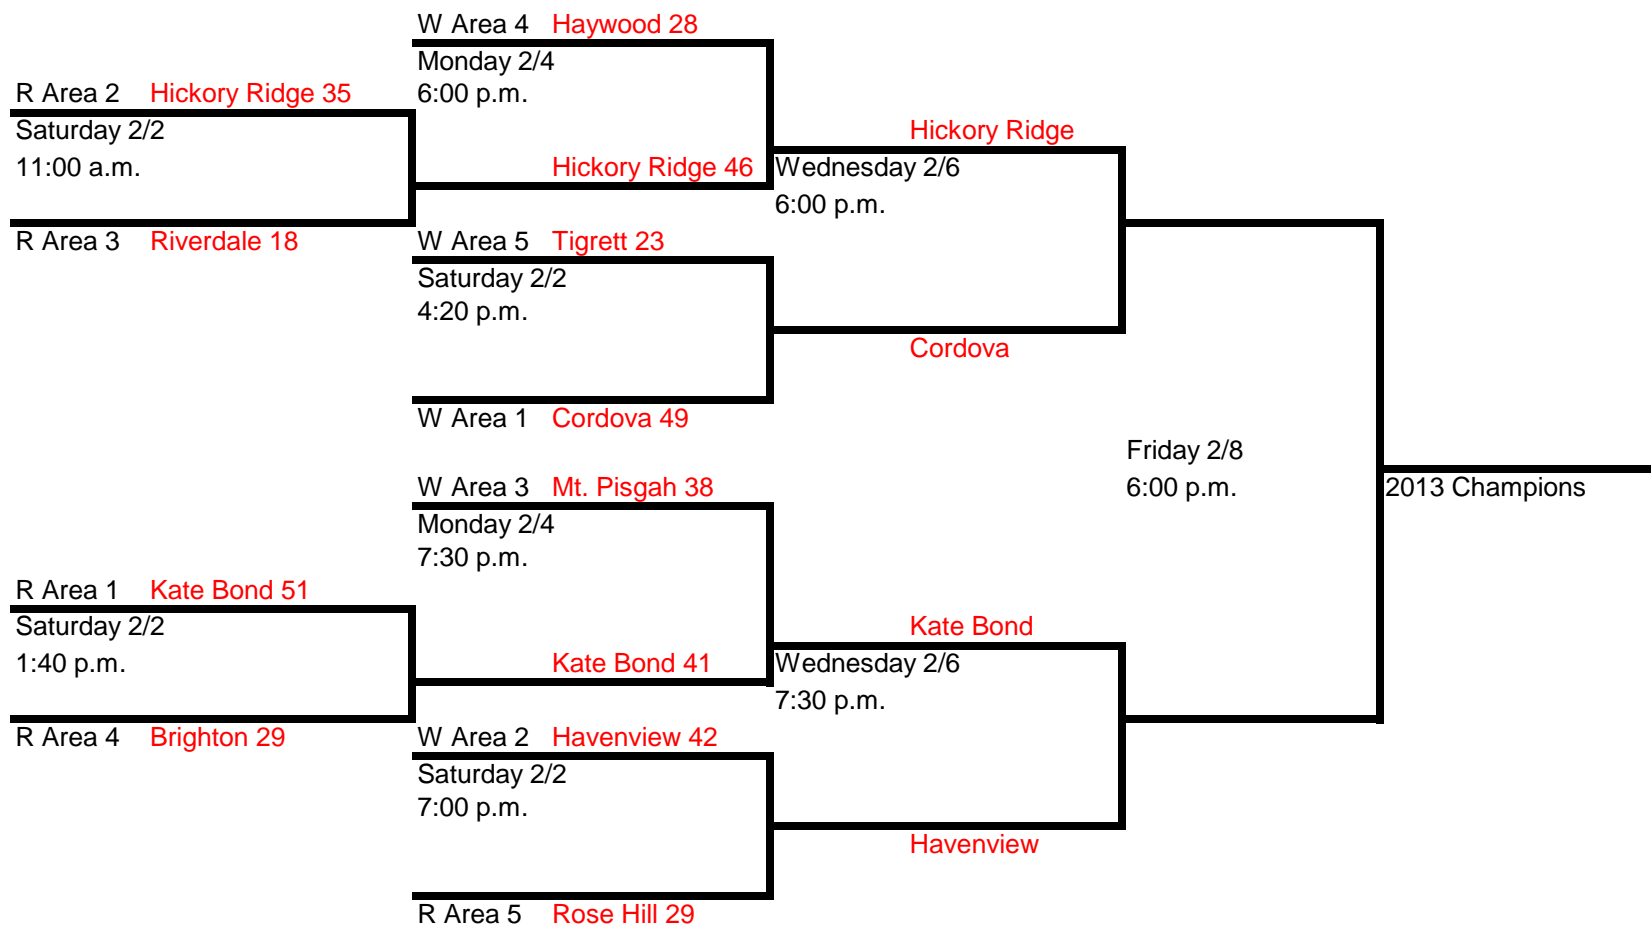 W Area 4 Haywood 28
Monday 2/4
6:00 p.m.
R Area 2 Hickory Ridge 35
Saturday 2/2
11:00 a.m.
Hickory Ridge
Hickory Ridge 46
Wednesday 2/6
6:00 p.m.
R Area 3 Riverdale 18
W Area 5 Tigrett 23
Saturday 2/2
4:20 p.m.
Cordova
W Area 1 Cordova 49
Friday 2/8
6:00 p.m.
2013 Champions
W Area 3 Mt. Pisgah 38
Monday 2/4
7:30 p.m.
R Area 1 Kate Bond 51
Saturday 2/2
1:40 p.m.
Kate Bond
Kate Bond 41
Wednesday 2/6
7:30 p.m.
R Area 4 Brighton 29
W Area 2 Havenview 42
Saturday 2/2
7:00 p.m.
Havenview
R Area 5 Rose Hill 29